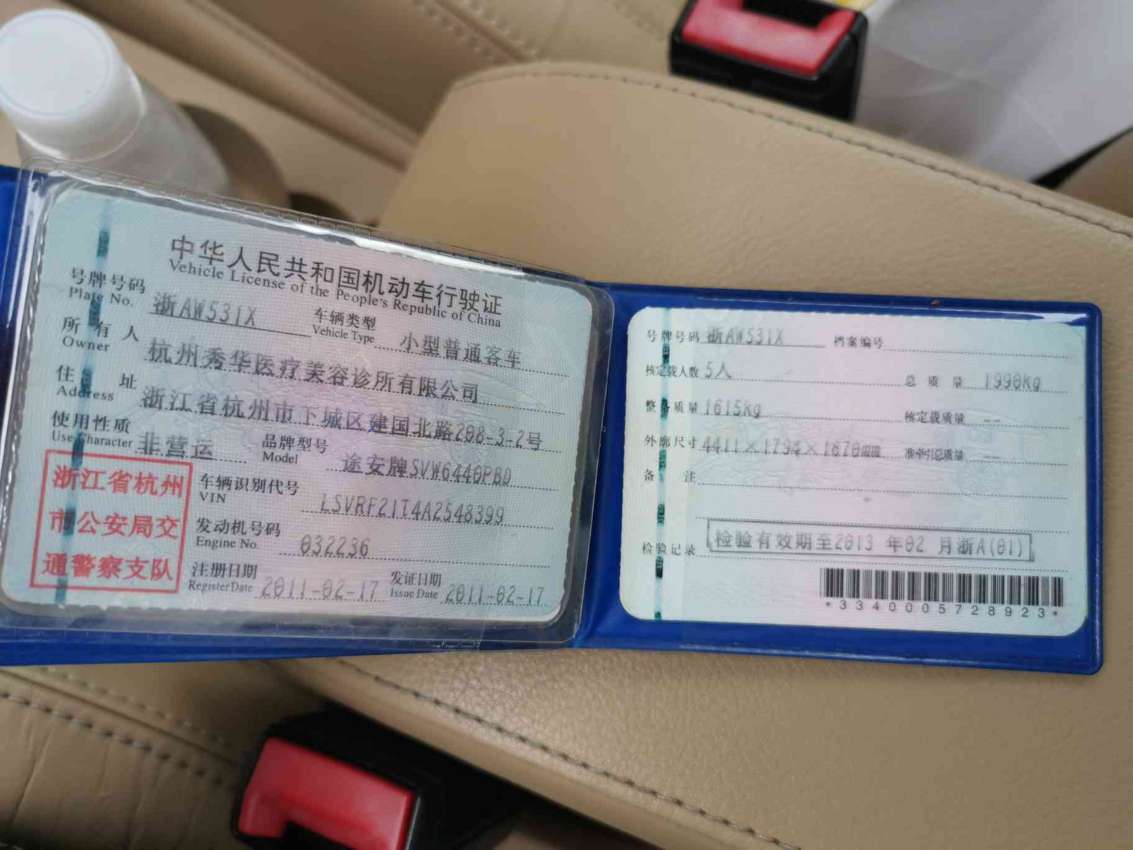 中华人民共和国机动车行驶证
Vehicle License of the People's Republic of China
号牌号码 浙AW531X 车辆类型 小型普通客车
Plate No. Vehicle Type
所有人 杭州秀华医疗美容诊所有限公司
Owner
住址 浙江省杭州市下城区建国北路208-3-2号
Address
使用性质 非营运 品牌型号 途安牌SVW6440PBD
Use Character Model
浙江省杭州
市公安局交
通警察支队
车辆识别代号 LSVRF21T4A2548399
VIN
发动机号码 032236
Engine No.
注册日期 2011-02-17 发证日期 2011-02-17
Register Date Issue Date
号牌号码 浙AW531X 档案编号
核定载人数 5人 总质量 1990kg
整备质量 1615kg 核定载质量 --
外廓尺寸 4411×1794×1670mm 准牵引总质量 --
备注
检验记录 检验有效期至2013年02月浙A(01)
*3340005728923*